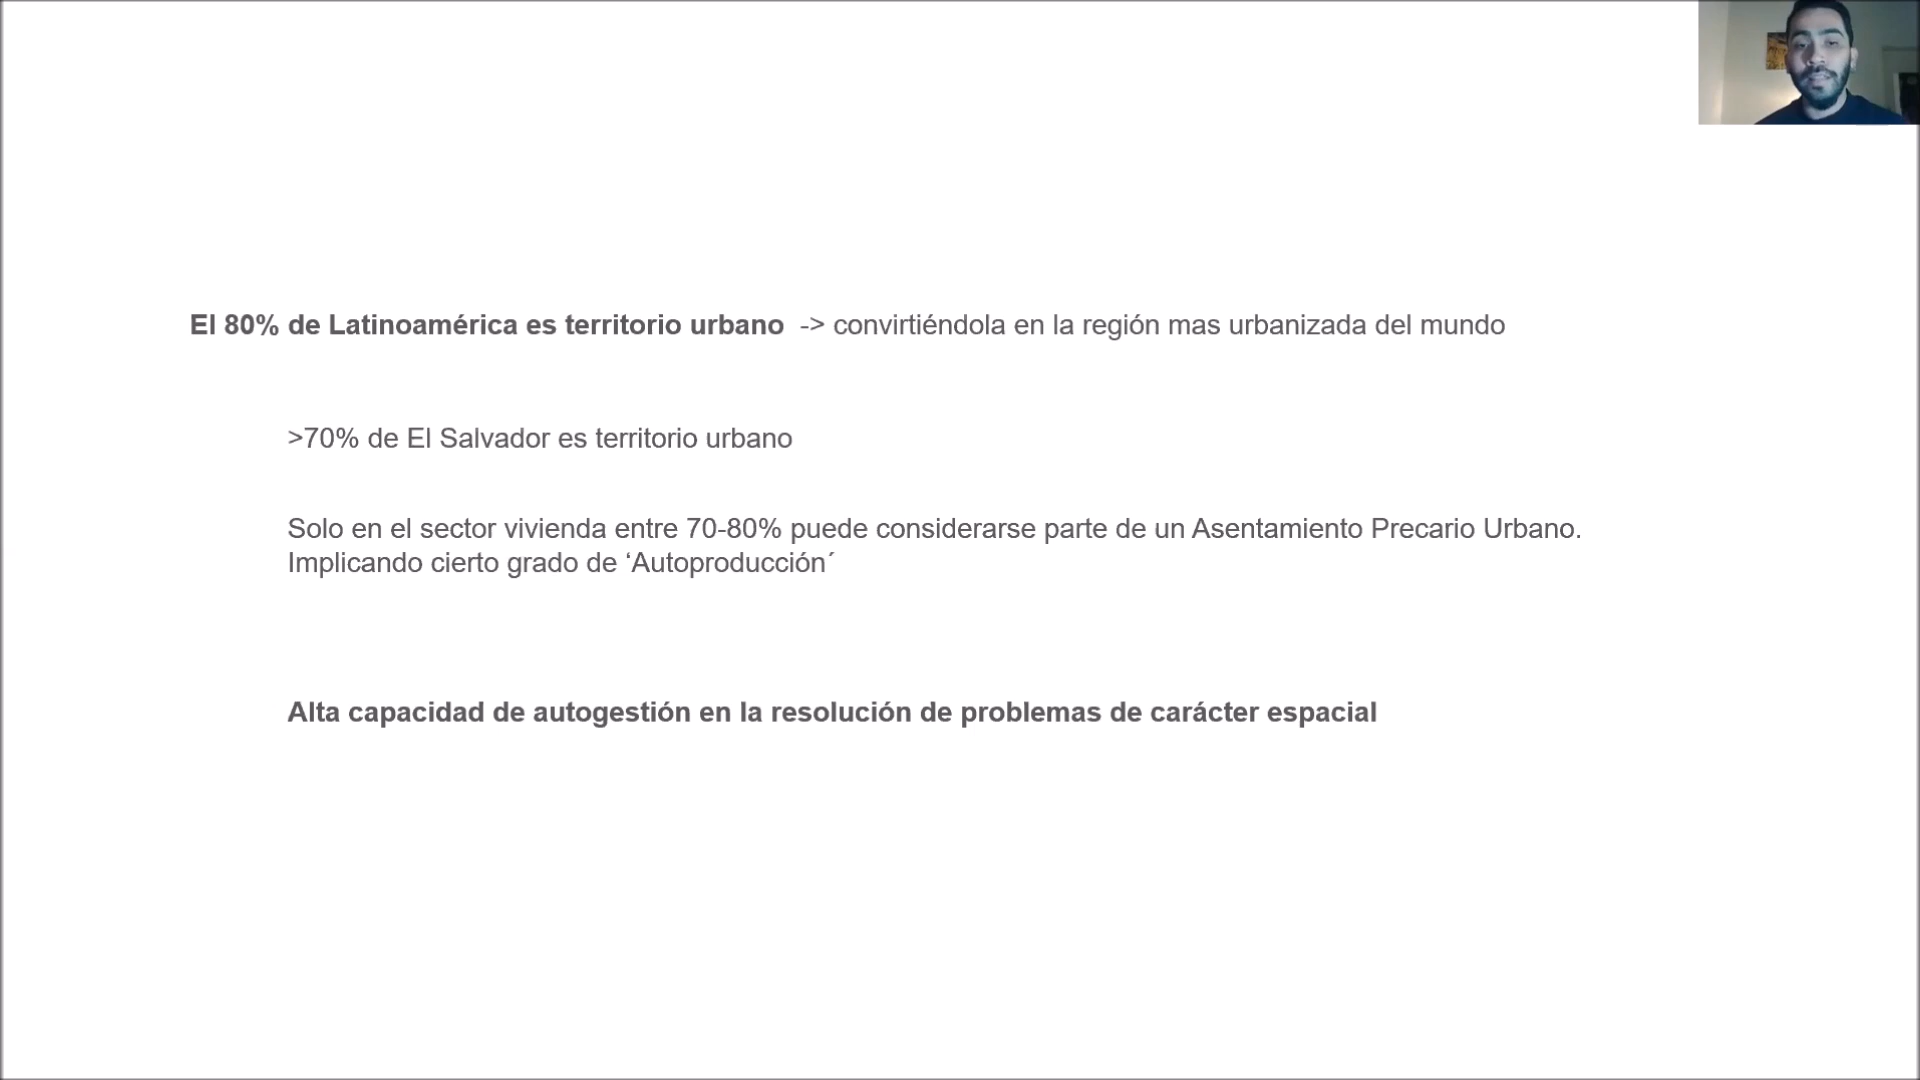 El 80% de Latinoamérica es territorio urbano -> convirtiéndola en la región mas urbanizada del mundo
>70% de El Salvador es territorio urbano
Solo en el sector vivienda entre 70-80% puede considerarse parte de un Asentamiento Precario Urbano.
Implicando cierto grado de ‘Autoproducción´
Alta capacidad de autogestión en la resolución de problemas de carácter espacial